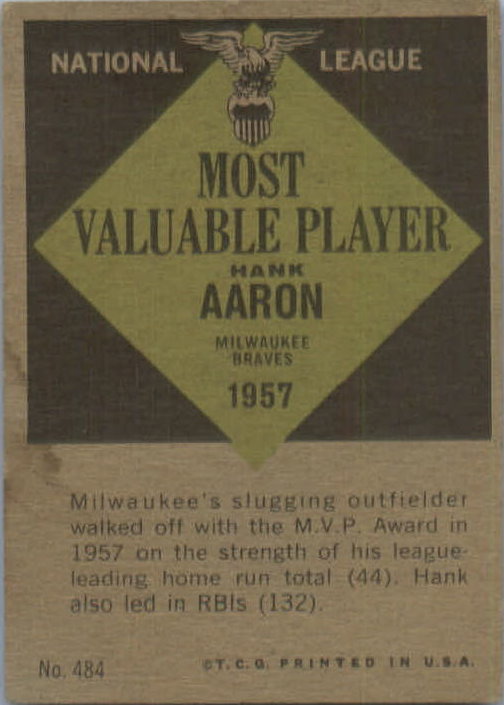 NATIONAL LEAGUE
MOST
VALUABLE PLAYER
HANK
AARON
MILWAUKEE
BRAVES
1957
Milwaukee's slugging outfielder
walked off with the M.V.P. Award in
1957 on the strength of his league-
leading home run total (44). Hank
also led in RBIs (132).
No. 484 ©T.C.G. PRINTED IN U.S.A.